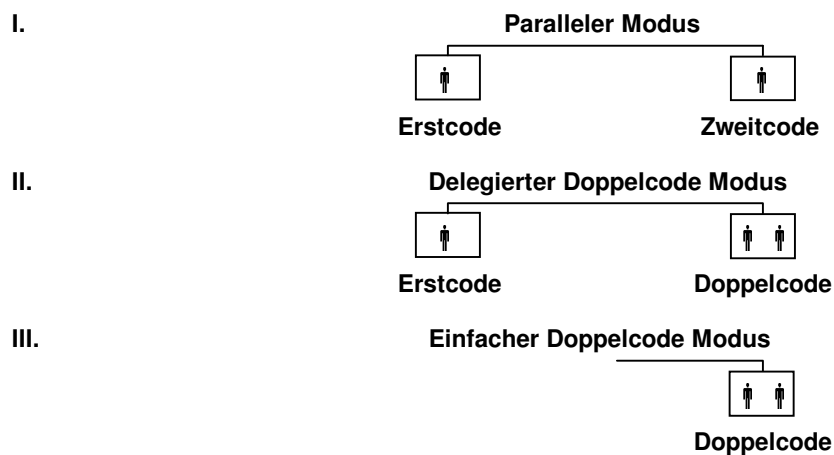 I. Paralleler Modus
Erstcode Zweitcode
II. Delegierter Doppelcode Modus
Erstcode Doppelcode
III. Einfacher Doppelcode Modus
Doppelcode